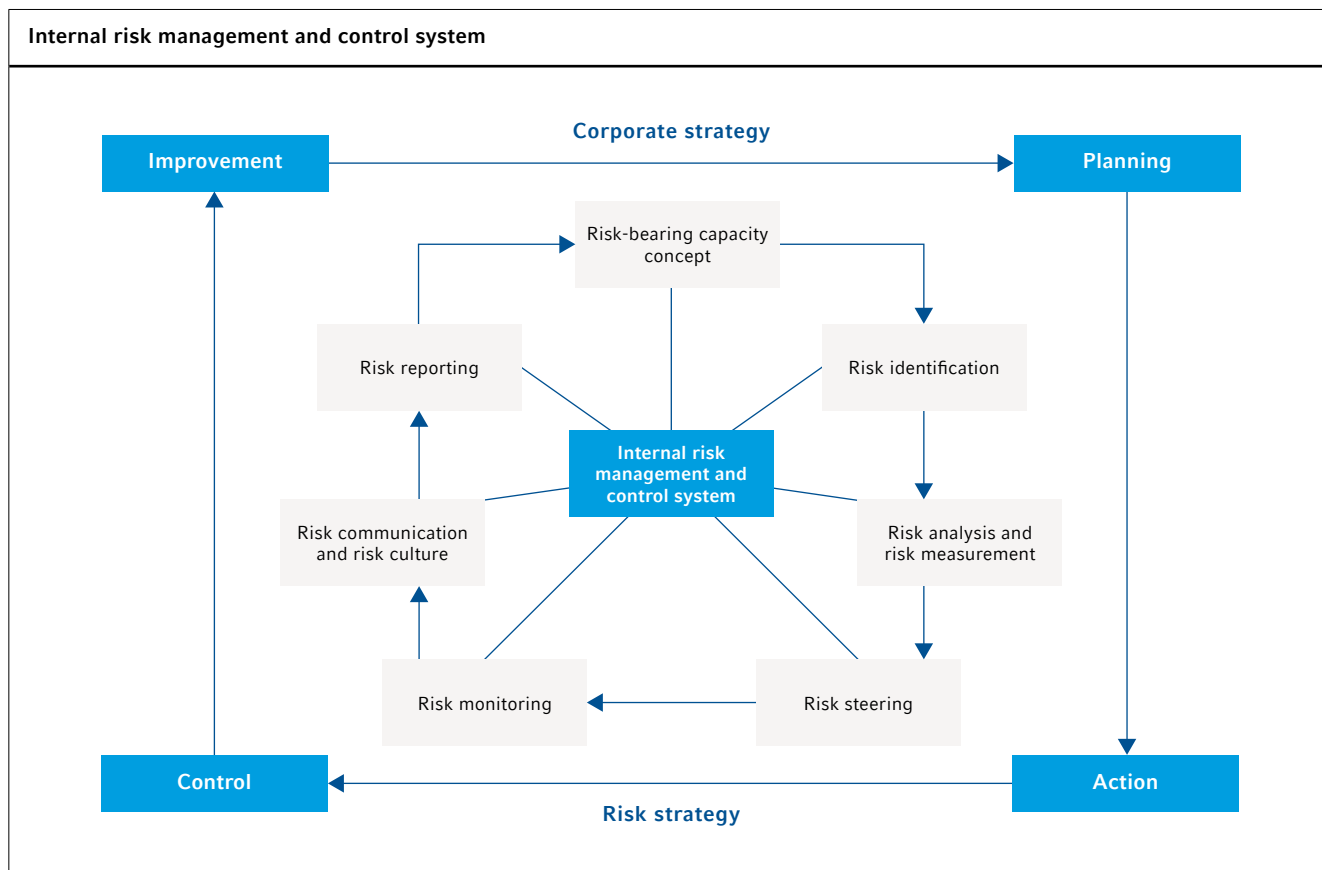 Internal risk management and control system
Corporate strategy
Improvement
Planning
Risk-bearing capacity
concept
Risk reporting
Risk identification
Internal risk
management and
control system
Risk communication
and risk culture
Risk analysis and
risk measurement
Risk monitoring
Risk steering
Control
Action
Risk strategy